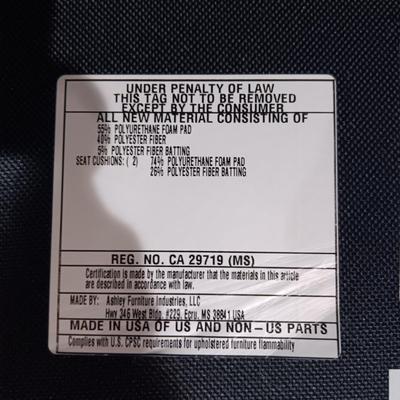 UNDER PENALTY OF LAW
THIS TAG NOT TO BE REMOVED
EXCEPT BY THE CONSUMER
ALL NEW MATERIAL CONSISTING OF
55% POLYURETHANE FOAM PAD
40% POLYESTER FIBER
5% POLYESTER FIBER BATTING
SEAT CUSHIONS: ( 2) 74% POLYURETHANE FOAM PAD
26% POLYESTER FIBER BATTING
REG. NO. CA 29719 (MS)
Certification is made by the manufacturer that the materials in this article
are described in accordance with law.
MADE BY: Ashley Furniture Industries, LLC
Hwy 346 West Bldg. #229, Ecru, MS 38841 USA
MADE IN USA OF US AND NON-US PARTS
Complies with U.S. CPSC requirements for upholstered furniture flammability